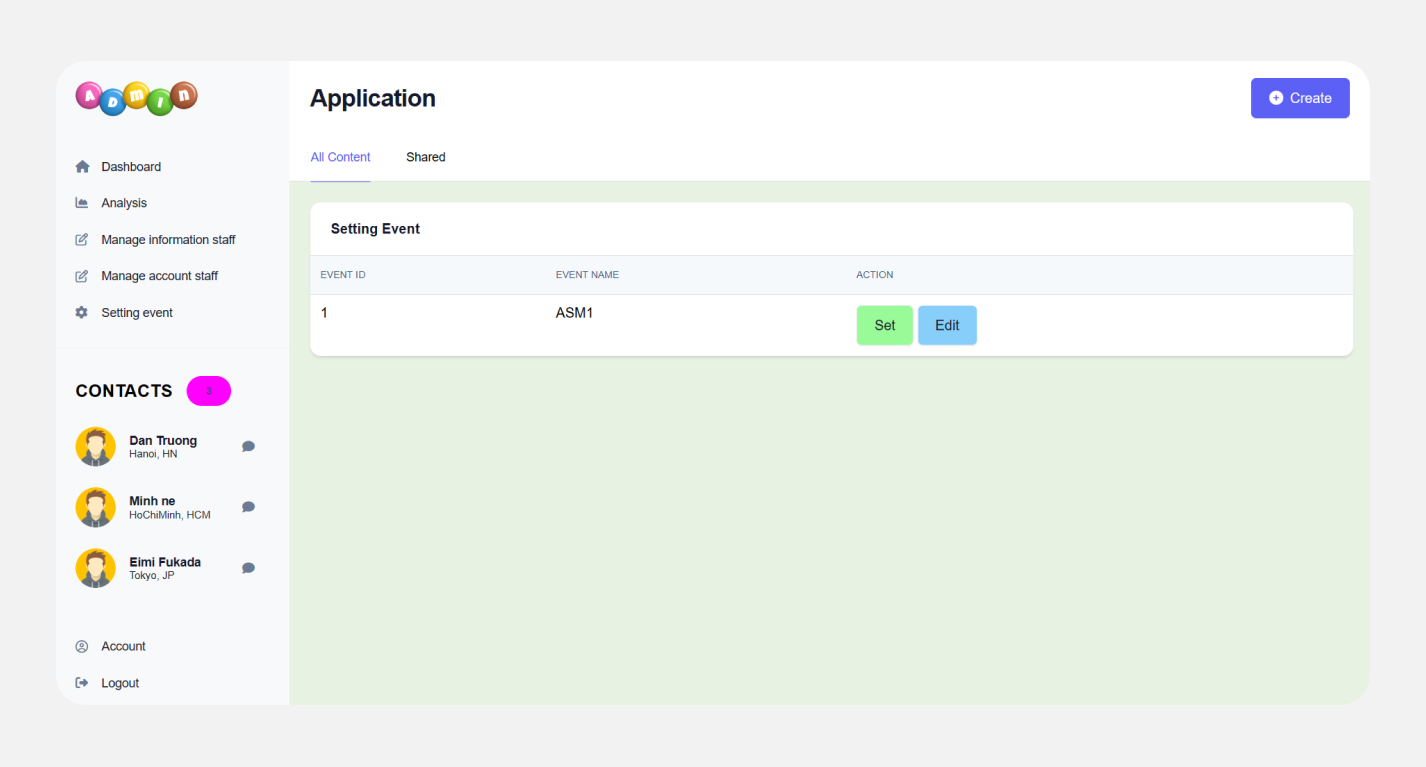 ADmIn
Dashboard
Analysis
Manage information staff
Manage account staff
Setting event
CONTACTS 3
Dan Truong
Hanoi, HN
Minh ne
HoChiMinh, HCM
Eimi Fukada
Tokyo, JP
Account
Logout
Application
Create
All Content Shared
Setting Event
EVENT ID EVENT NAME ACTION
1 ASM1 Set Edit